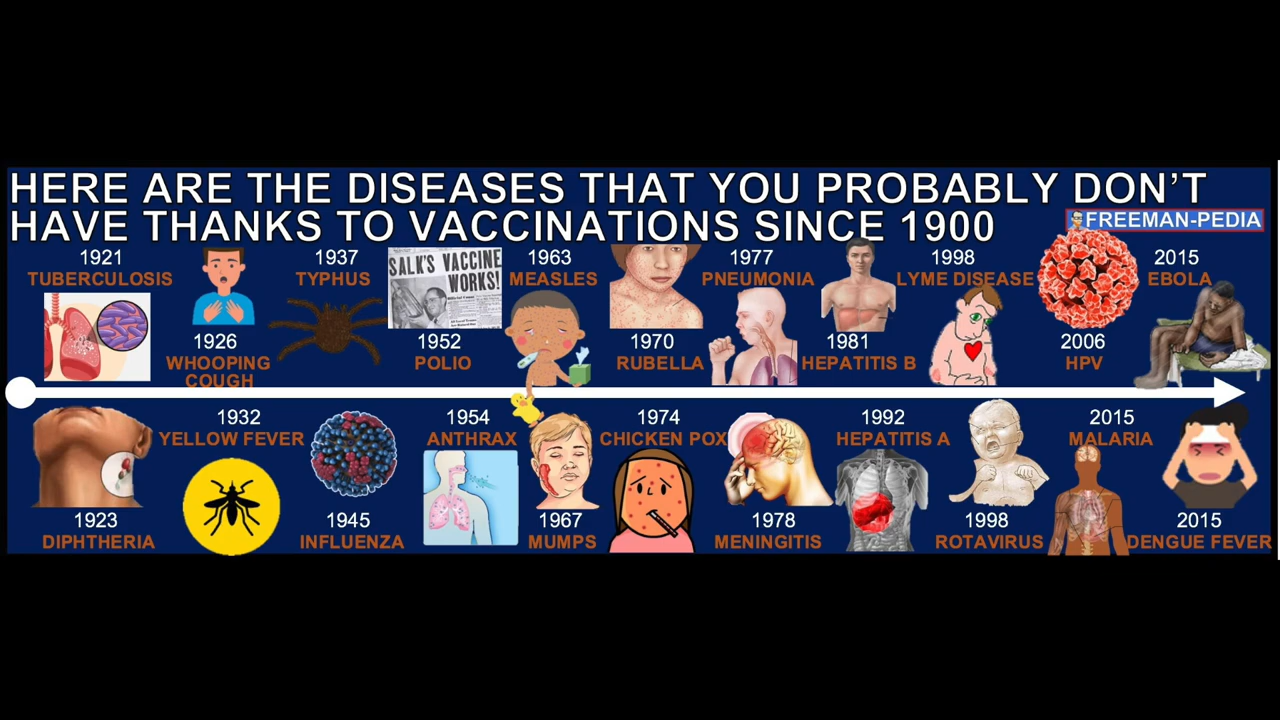 HERE ARE THE DISEASES THAT YOU PROBABLY DON'T
HAVE THANKS TO VACCINATIONS SINCE 1900
FREEMAN-PEDIA
1921
TUBERCULOSIS
1937
TYPHUS
SALK'S VACCINE
WORKS!
1963
MEASLES
1977
PNEUMONIA
1998
LYME DISEASE
2015
EBOLA
1926
WHOOPING
COUGH
1952
POLIO
1970
RUBELLA
1981
HEPATITIS B
2006
HPV
1932
YELLOW FEVER
1954
ANTHRAX
1974
CHICKEN POX
1992
HEPATITIS A
2015
MALARIA
1923
DIPHTHERIA
1945
INFLUENZA
1967
MUMPS
1978
MENINGITIS
1998
ROTAVIRUS
2015
DENGUE FEVER